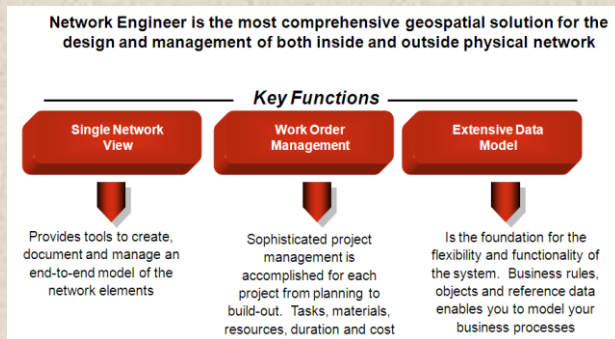 Network Engineer is the most comprehensive geospatial solution for the
design and management of both inside and outside physical network
Key Functions
Single Network
View
Work Order
Management
Extensive Data
Model
Provides tools to create,
document and manage an
end-to-end model of the
network elements
Sophisticated project
management is
accomplished for each
project from planning to
build-out. Tasks, materials,
resources, duration and cost
Is the foundation for the
flexibility and functionality of
the system. Business rules,
objects and reference data
enables you to model your
business processes